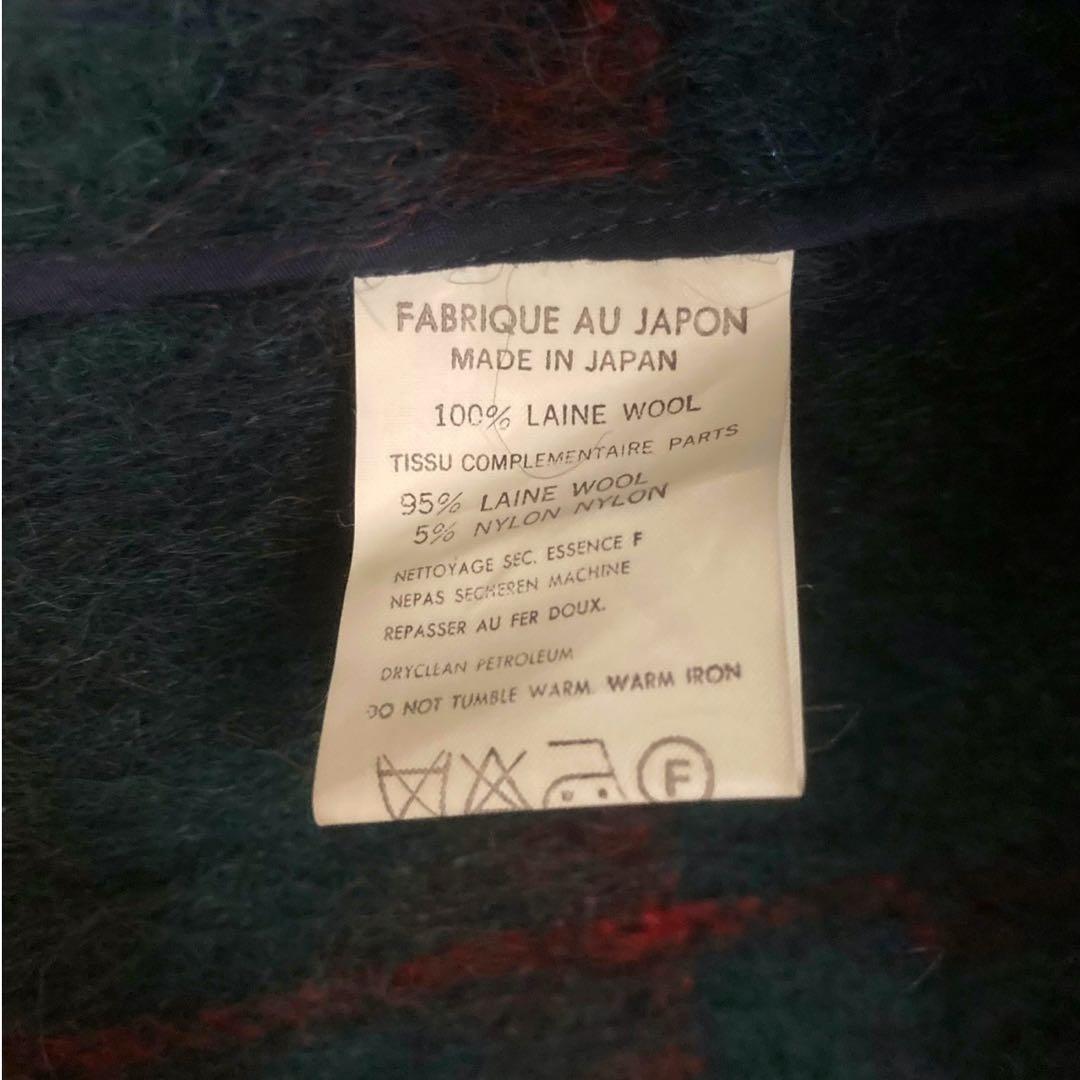 FABRIQUE AU JAPON
MADE IN JAPAN
100% LAINE WOOL
TISSU COMPLEMENTAIRE PARTS
95% LAINE WOOL
5% NYLON NYLON
NETTOYAGE SEC. ESSENCE F
NEPAS SECHEREN MACHINE
REPASSER AU FER DOUX.
DRYCLEAN PETROLEUM
DO NOT TUMBLE WARM. WARM IRON
F